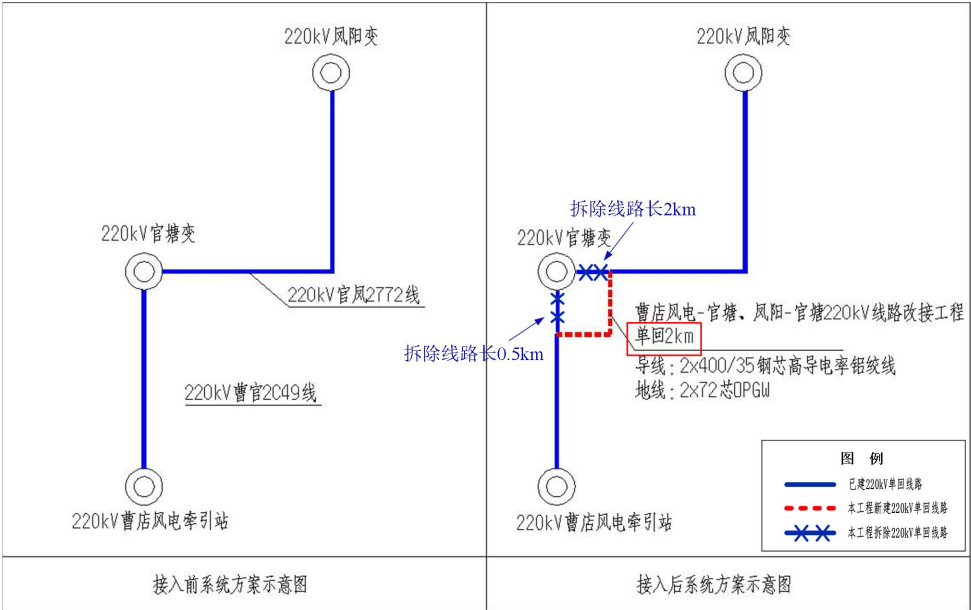 220kV凤阳变
220kV官塘变
220kV官凤2772线
220kV曹官2C49线
220kV曹店风电牵引站
接入前系统方案示意图
220kV凤阳变
拆除线路长2km
220kV官塘变
曹店风电-官塘、凤阳-官塘220kV线路改接工程
单回2km
拆除线路长0.5km
导线：2x400/35钢芯高导电率铝绞线
地线：2x72芯OPGW
图 例
已建220kV单回线路
本工程新建220kV单回线路
本工程拆除220kV单回线路
220kV曹店风电牵引站
接入后系统方案示意图